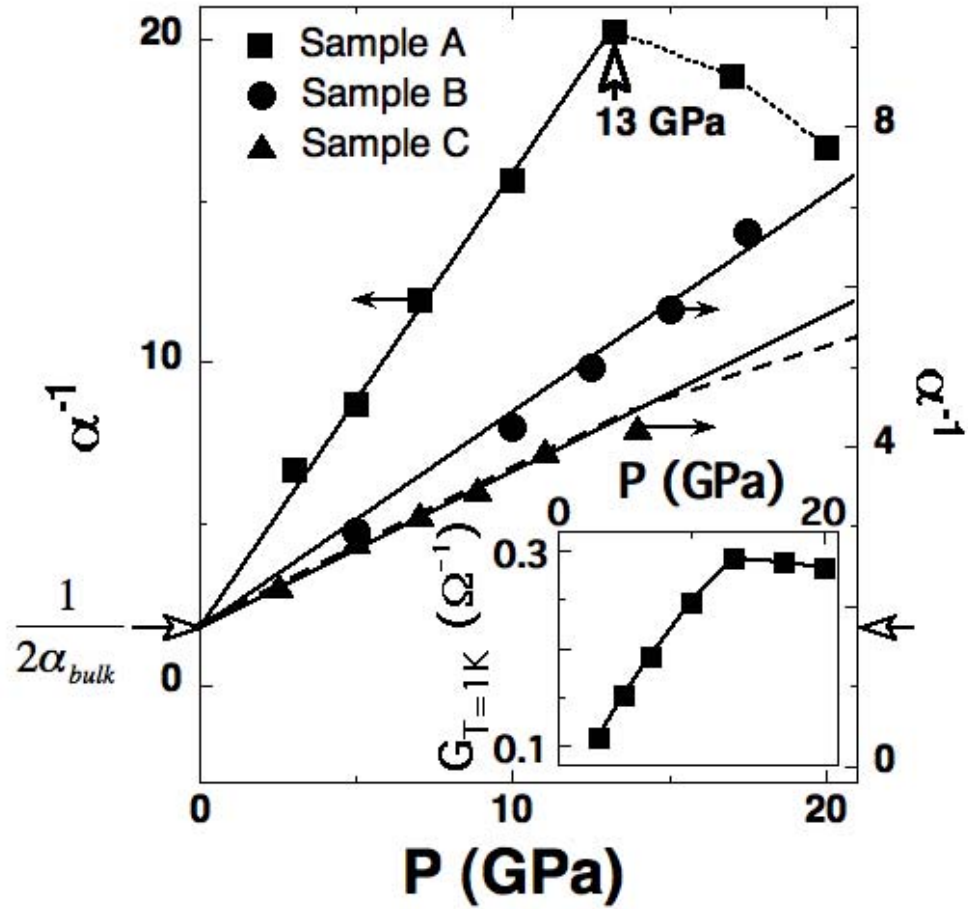 20
Sample A
Sample B
Sample C
13 GPa
8
10
α⁻¹
α⁻¹
4
P (GPa)
0
20
1
2α_bulk
0
G_T=1K (Ω⁻¹)
0.3
0.1
0
0
10
20
P (GPa)